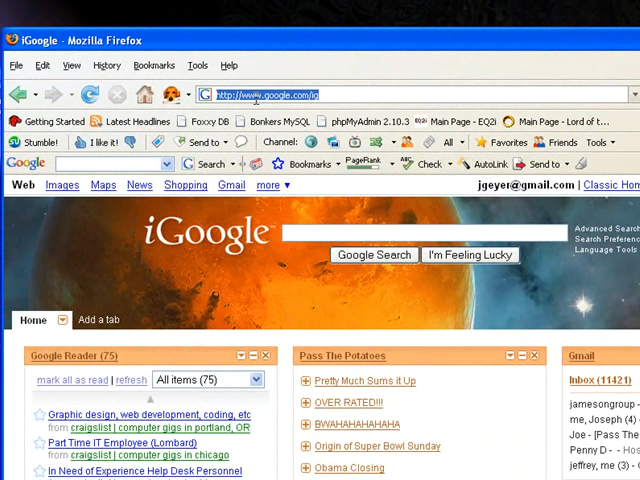 iGoogle - Mozilla Firefox
File Edit View History Bookmarks Tools Help
G http://www.google.com/ig
Getting Started Latest Headlines Foxxy DB Bonkers MySQL phpMyAdmin 2.10.3 EQ2i Main Page - EQ2i Main Page - Lord of t...
Stumble! I like it! Send to Channel: All Favorites Friends Tools
Google G Search Bookmarks PageRank ABC Check AutoLink Send to
Web Images Maps News Shopping Gmail more ▼ jgeyer@gmail.com | Classic Hom
iGoogle™ Advanced Search
Search Preference
Language Tools
Google Search I'm Feeling Lucky
Home Add a tab
Google Reader (75) Pass The Potatoes Gmail
mark all as read | refresh All items (75)
Graphic design, web development, coding, etc
from craigslist | computer gigs in portland, OR
Part Time IT Employee (Lombard)
from craigslist | computer gigs in chicago
In Need of Experience Help Desk Personnel
Pretty Much Sums it Up
OVER RATED!!!
BWAHAHAHAHAHA
Origin of Super Bowl Sunday
Obama Closing
Inbox (11421)
jamesongroup -
me, Joseph (4) -
Joe - [Pass The
Penny D - - Hos
jeffrey, me (3) - C